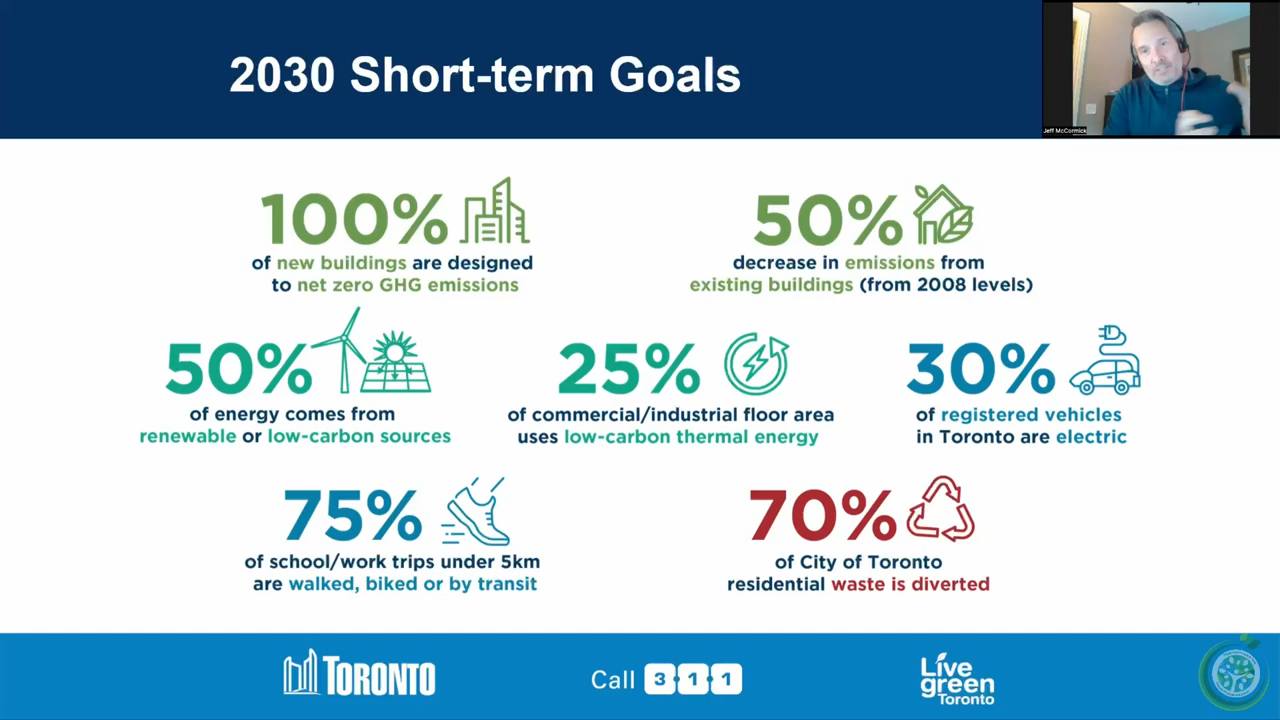 2030 Short-term Goals
Jeff McCormick
100%
of new buildings are designed
to net zero GHG emissions
50%
decrease in emissions from
existing buildings (from 2008 levels)
50%
of energy comes from
renewable or low-carbon sources
25%
of commercial/industrial floor area
uses low-carbon thermal energy
30%
of registered vehicles
in Toronto are electric
75%
of school/work trips under 5km
are walked, biked or by transit
70%
of City of Toronto
residential waste is diverted
TORONTO
Call 311
Live
green
Toronto